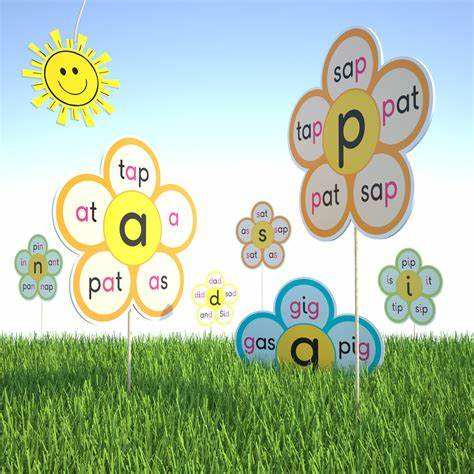 sap
tap pat
p
pat sap
tap
at a
a
pat as
pin
in ant
n
pan nap
sat
as sap
s
sat as
dad
did sad
d
and Sid
gig
gas pig
pip
is it
i
tip sip